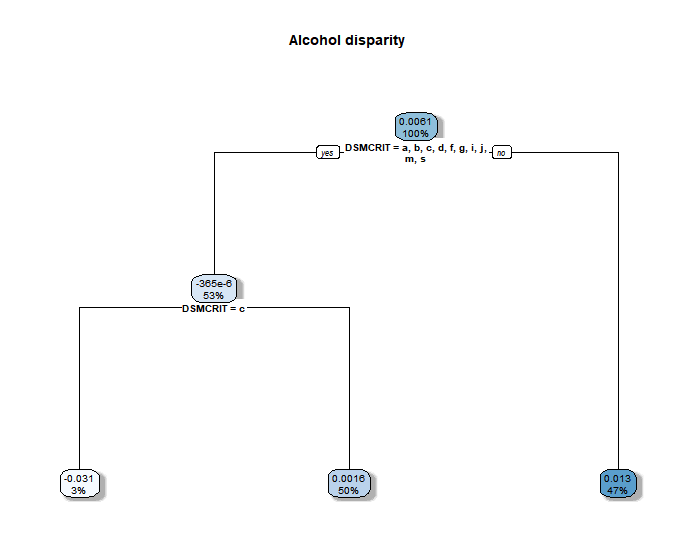 Alcohol disparity
0.0061
100%
yes
DSMCRIT = a, b, c, d, f, g, i, j,
m, s
no
-365e-6
53%
DSMCRIT = c
-0.031
3%
0.0016
50%
0.013
47%